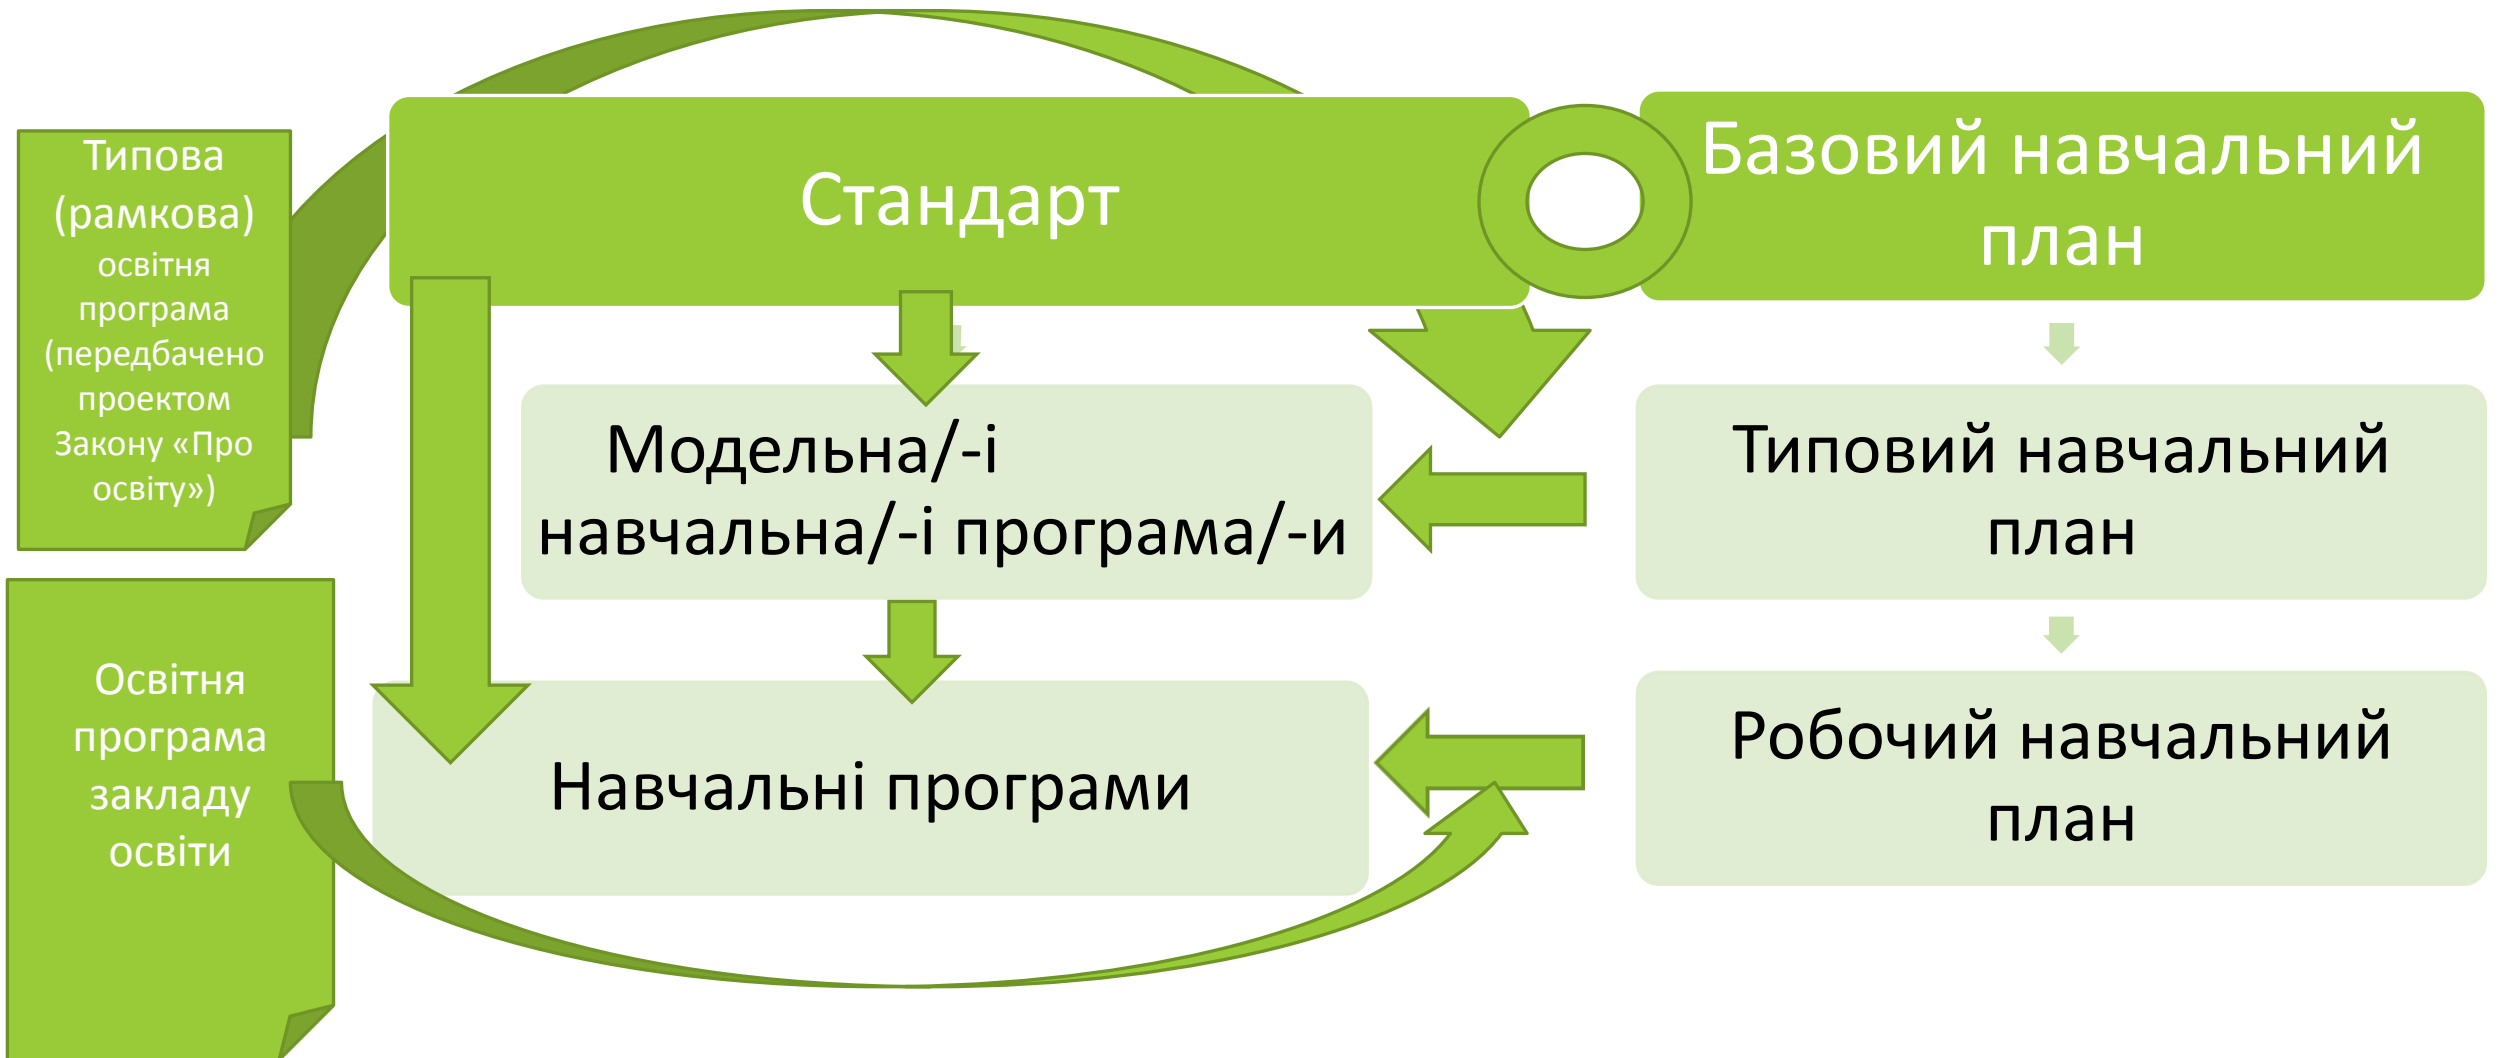 Типова
(рамкова)
освітня
програма
(передбачено
проектом
Закону «Про
освіту»)
Стандарт
Базовий навчальний
план
Модельна/-і
навчальна/-і програма/-и
Типовий навчальний
план
Освітня
програма
закладу
освіти
Навчальні програми
Робочий навчальний
план